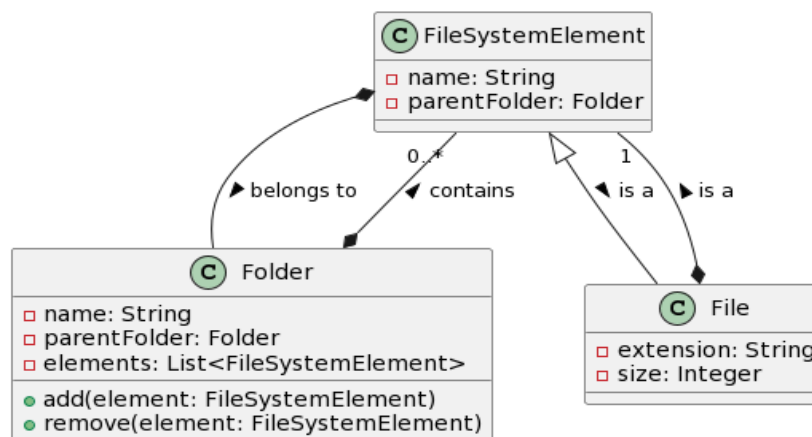 C FileSystemElement
name: String
parentFolder: Folder
0..*
1
belongs to
contains
is a
is a
C Folder
name: String
parentFolder: Folder
elements: List<FileSystemElement>
add(element: FileSystemElement)
remove(element: FileSystemElement)
C File
extension: String
size: Integer